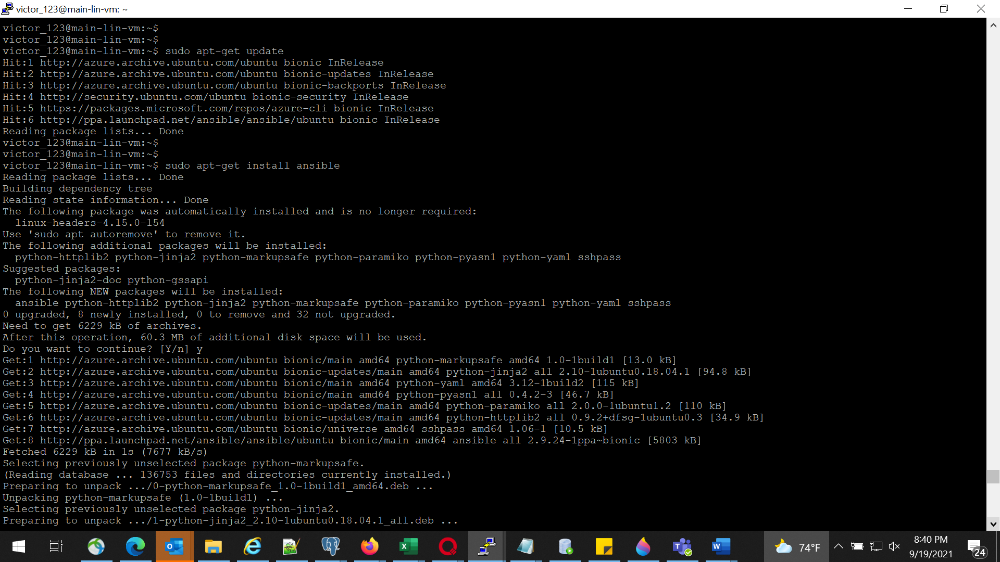 victor_123@main-lin-vm: ~
victor_123@main-lin-vm:~$
victor_123@main-lin-vm:~$
victor_123@main-lin-vm:~$ sudo apt-get update
Hit:1 http://azure.archive.ubuntu.com/ubuntu bionic InRelease
Hit:2 http://azure.archive.ubuntu.com/ubuntu bionic-updates InRelease
Hit:3 http://azure.archive.ubuntu.com/ubuntu bionic-backports InRelease
Hit:4 http://security.ubuntu.com/ubuntu bionic-security InRelease
Hit:5 https://packages.microsoft.com/repos/azure-cli bionic InRelease
Hit:6 http://ppa.launchpad.net/ansible/ansible/ubuntu bionic InRelease
Reading package lists... Done
victor_123@main-lin-vm:~$
victor_123@main-lin-vm:~$
victor_123@main-lin-vm:~$ sudo apt-get install ansible
Reading package lists... Done
Building dependency tree
Reading state information... Done
The following package was automatically installed and is no longer required:
  linux-headers-4.15.0-154
Use 'sudo apt autoremove' to remove it.
The following additional packages will be installed:
  python-httplib2 python-jinja2 python-markupsafe python-paramiko python-pyasn1 python-yaml sshpass
Suggested packages:
  python-jinja2-doc python-gssapi
The following NEW packages will be installed:
  ansible python-httplib2 python-jinja2 python-markupsafe python-paramiko python-pyasn1 python-yaml sshpass
0 upgraded, 8 newly installed, 0 to remove and 32 not upgraded.
Need to get 6229 kB of archives.
After this operation, 60.3 MB of additional disk space will be used.
Do you want to continue? [Y/n] y
Get:1 http://azure.archive.ubuntu.com/ubuntu bionic/main amd64 python-markupsafe amd64 1.0-1build1 [13.0 kB]
Get:2 http://azure.archive.ubuntu.com/ubuntu bionic-updates/main amd64 python-jinja2 all 2.10-1ubuntu0.18.04.1 [94.8 kB]
Get:3 http://azure.archive.ubuntu.com/ubuntu bionic/main amd64 python-yaml amd64 3.12-1build2 [115 kB]
Get:4 http://azure.archive.ubuntu.com/ubuntu bionic/main amd64 python-pyasn1 all 0.4.2-3 [46.7 kB]
Get:5 http://azure.archive.ubuntu.com/ubuntu bionic-updates/main amd64 python-paramiko all 2.0.0-1ubuntu1.2 [110 kB]
Get:6 http://azure.archive.ubuntu.com/ubuntu bionic-updates/main amd64 python-httplib2 all 0.9.2+dfsg-1ubuntu0.3 [34.9 kB]
Get:7 http://azure.archive.ubuntu.com/ubuntu bionic/universe amd64 sshpass amd64 1.06-1 [10.5 kB]
Get:8 http://ppa.launchpad.net/ansible/ansible/ubuntu bionic/main amd64 ansible all 2.9.24-1ppa~bionic [5803 kB]
Fetched 6229 kB in 1s (7677 kB/s)
Selecting previously unselected package python-markupsafe.
(Reading database ... 136753 files and directories currently installed.)
Preparing to unpack .../0-python-markupsafe_1.0-1build1_amd64.deb ...
Unpacking python-markupsafe (1.0-1build1) ...
Selecting previously unselected package python-jinja2.
Preparing to unpack .../1-python-jinja2_2.10-1ubuntu0.18.04.1_all.deb ...
74°F
8:40 PM
9/19/2021
24